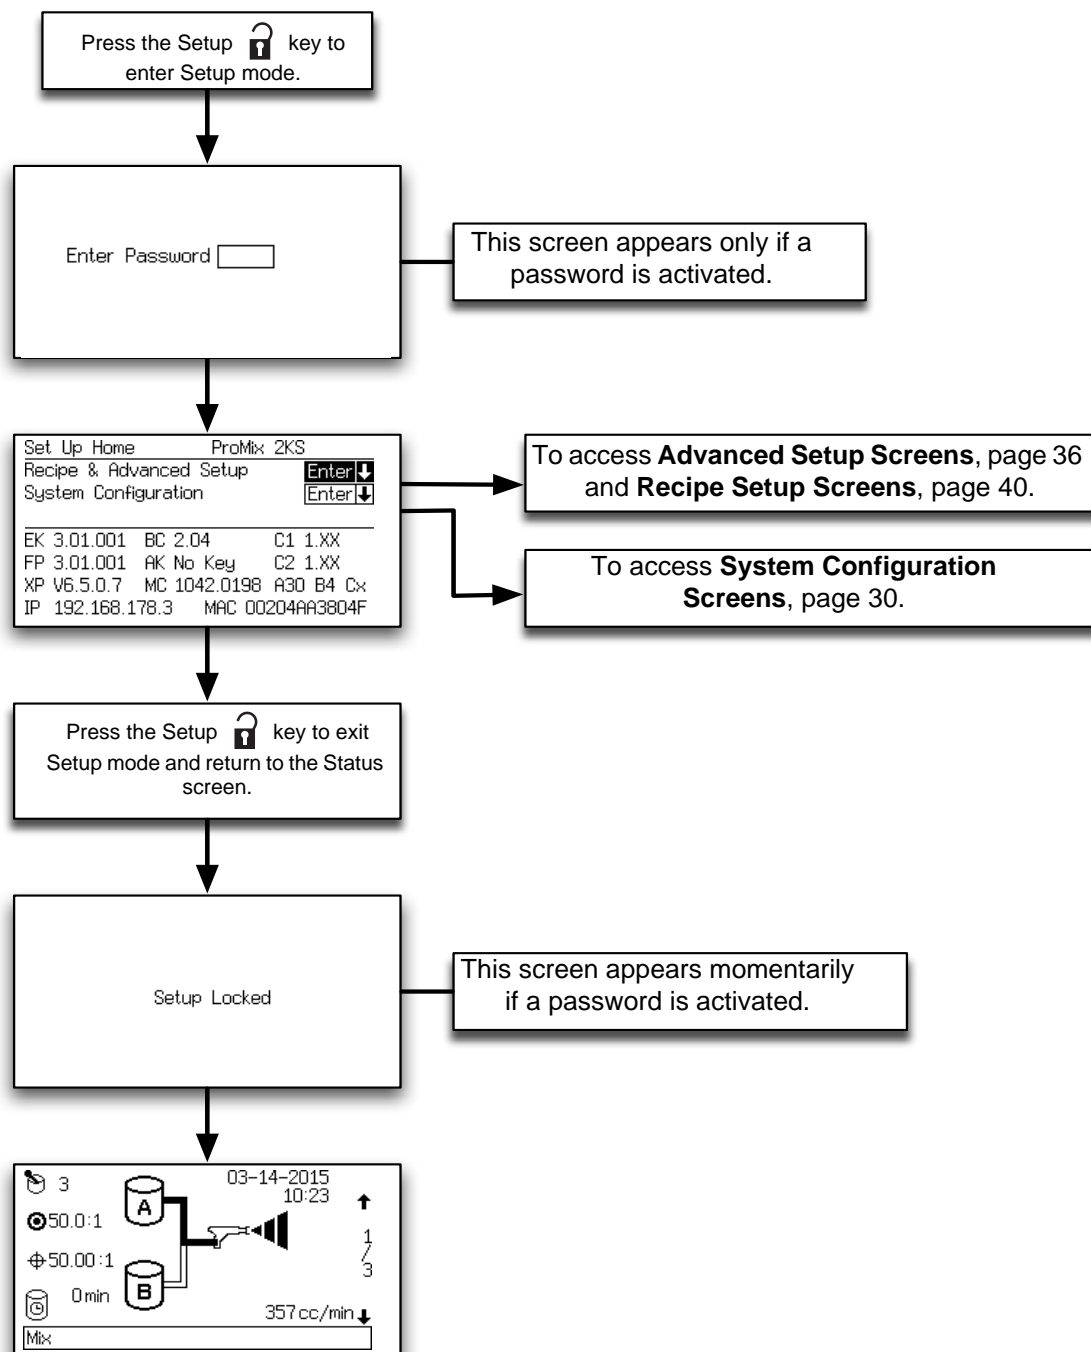 Press the Setup key to
enter Setup mode.
Enter Password
This screen appears only if a
password is activated.
Set Up Home ProMix 2KS
Recipe & Advanced Setup Enter
System Configuration Enter
EK 3.01.001 BC 2.04 C1 1.XX
FP 3.01.001 AK No Key C2 1.XX
XP V6.5.0.7 MC 1042.0198 A30 B4 Cx
IP 192.168.178.3 MAC 00204AA3804F
To access Advanced Setup Screens, page 36
and Recipe Setup Screens, page 40.
To access System Configuration
Screens, page 30.
Press the Setup key to exit
Setup mode and return to the Status
screen.
Setup Locked
This screen appears momentarily
if a password is activated.
3
A
03-14-2015
10:23
50.0:1
50.00:1
1
/
3
0min
B
357cc/min
Mix